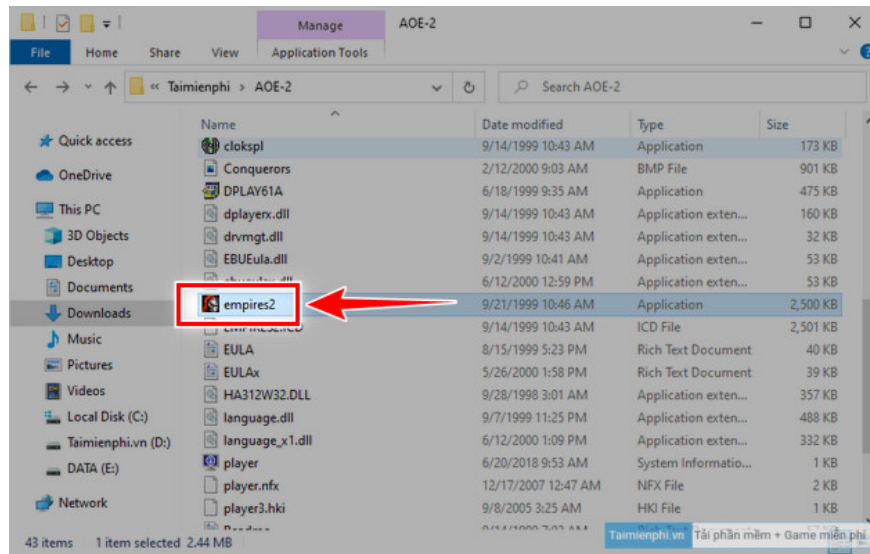 Manage
AOE-2
File
Home
Share
View
Application Tools
« Taimienphi > AOE-2
Search AOE-2
Name
Date modified
Type
Size
Quick access
OneDrive
This PC
3D Objects
Desktop
Documents
Downloads
Music
Pictures
Videos
Local Disk (C:)
Taimienphi.vn (D:)
DATA (E:)
Network
clokspl 9/14/1999 10:43 AM Application 173 KB
Conquerors 2/12/2000 9:03 AM BMP File 901 KB
DPLAY61A 6/18/1999 9:35 AM Application 475 KB
dplayerx.dll 9/14/1999 10:43 AM Application exten... 160 KB
drvmgt.dll 9/14/1999 10:43 AM Application exten... 32 KB
EBUEula.dll 9/2/1999 10:41 AM Application exten... 53 KB
6/12/2000 12:59 PM Application exten... 53 KB
empires2 9/21/1999 10:46 AM Application 2,500 KB
9/14/1999 10:43 AM ICD File 2,501 KB
EULA 8/15/1999 5:23 PM Rich Text Document 40 KB
EULAx 5/26/2000 1:58 PM Rich Text Document 39 KB
HA312W32.DLL 9/28/1998 3:01 AM Application exten... 357 KB
language.dll 9/7/1999 11:25 PM Application exten... 488 KB
language_x1.dll 6/12/2000 1:09 PM Application exten... 332 KB
player 6/20/2018 9:53 AM System Informatio... 1 KB
player.nfx 12/17/2007 12:47 AM NFX File 2 KB
player3.hki 9/8/2005 3:25 AM HKI File 1 KB
43 items 1 item selected 2.44 MB
Taimienphi.vn Tải phần mềm + Game miễn phí